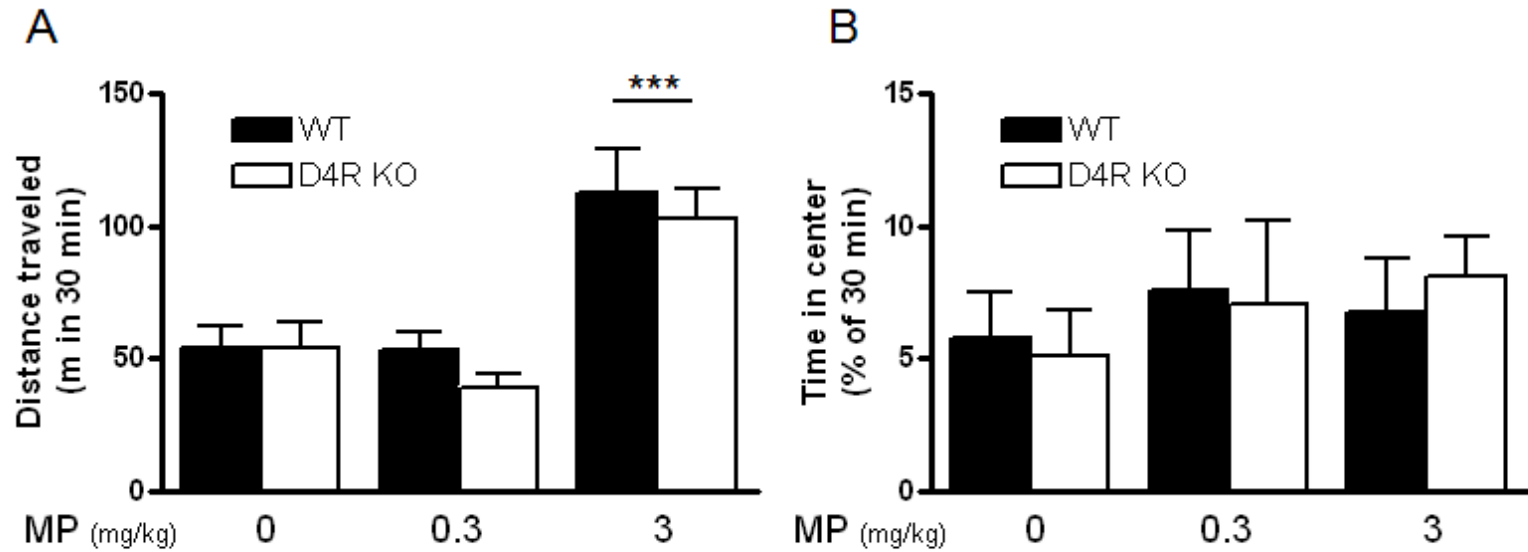 A
Distance traveled
(m in 30 min)
150
100
50
0
WT
D4R KO
***
MP (mg/kg) 0 0.3 3
B
Time in center
(% of 30 min)
15
10
5
0
WT
D4R KO
MP (mg/kg) 0 0.3 3